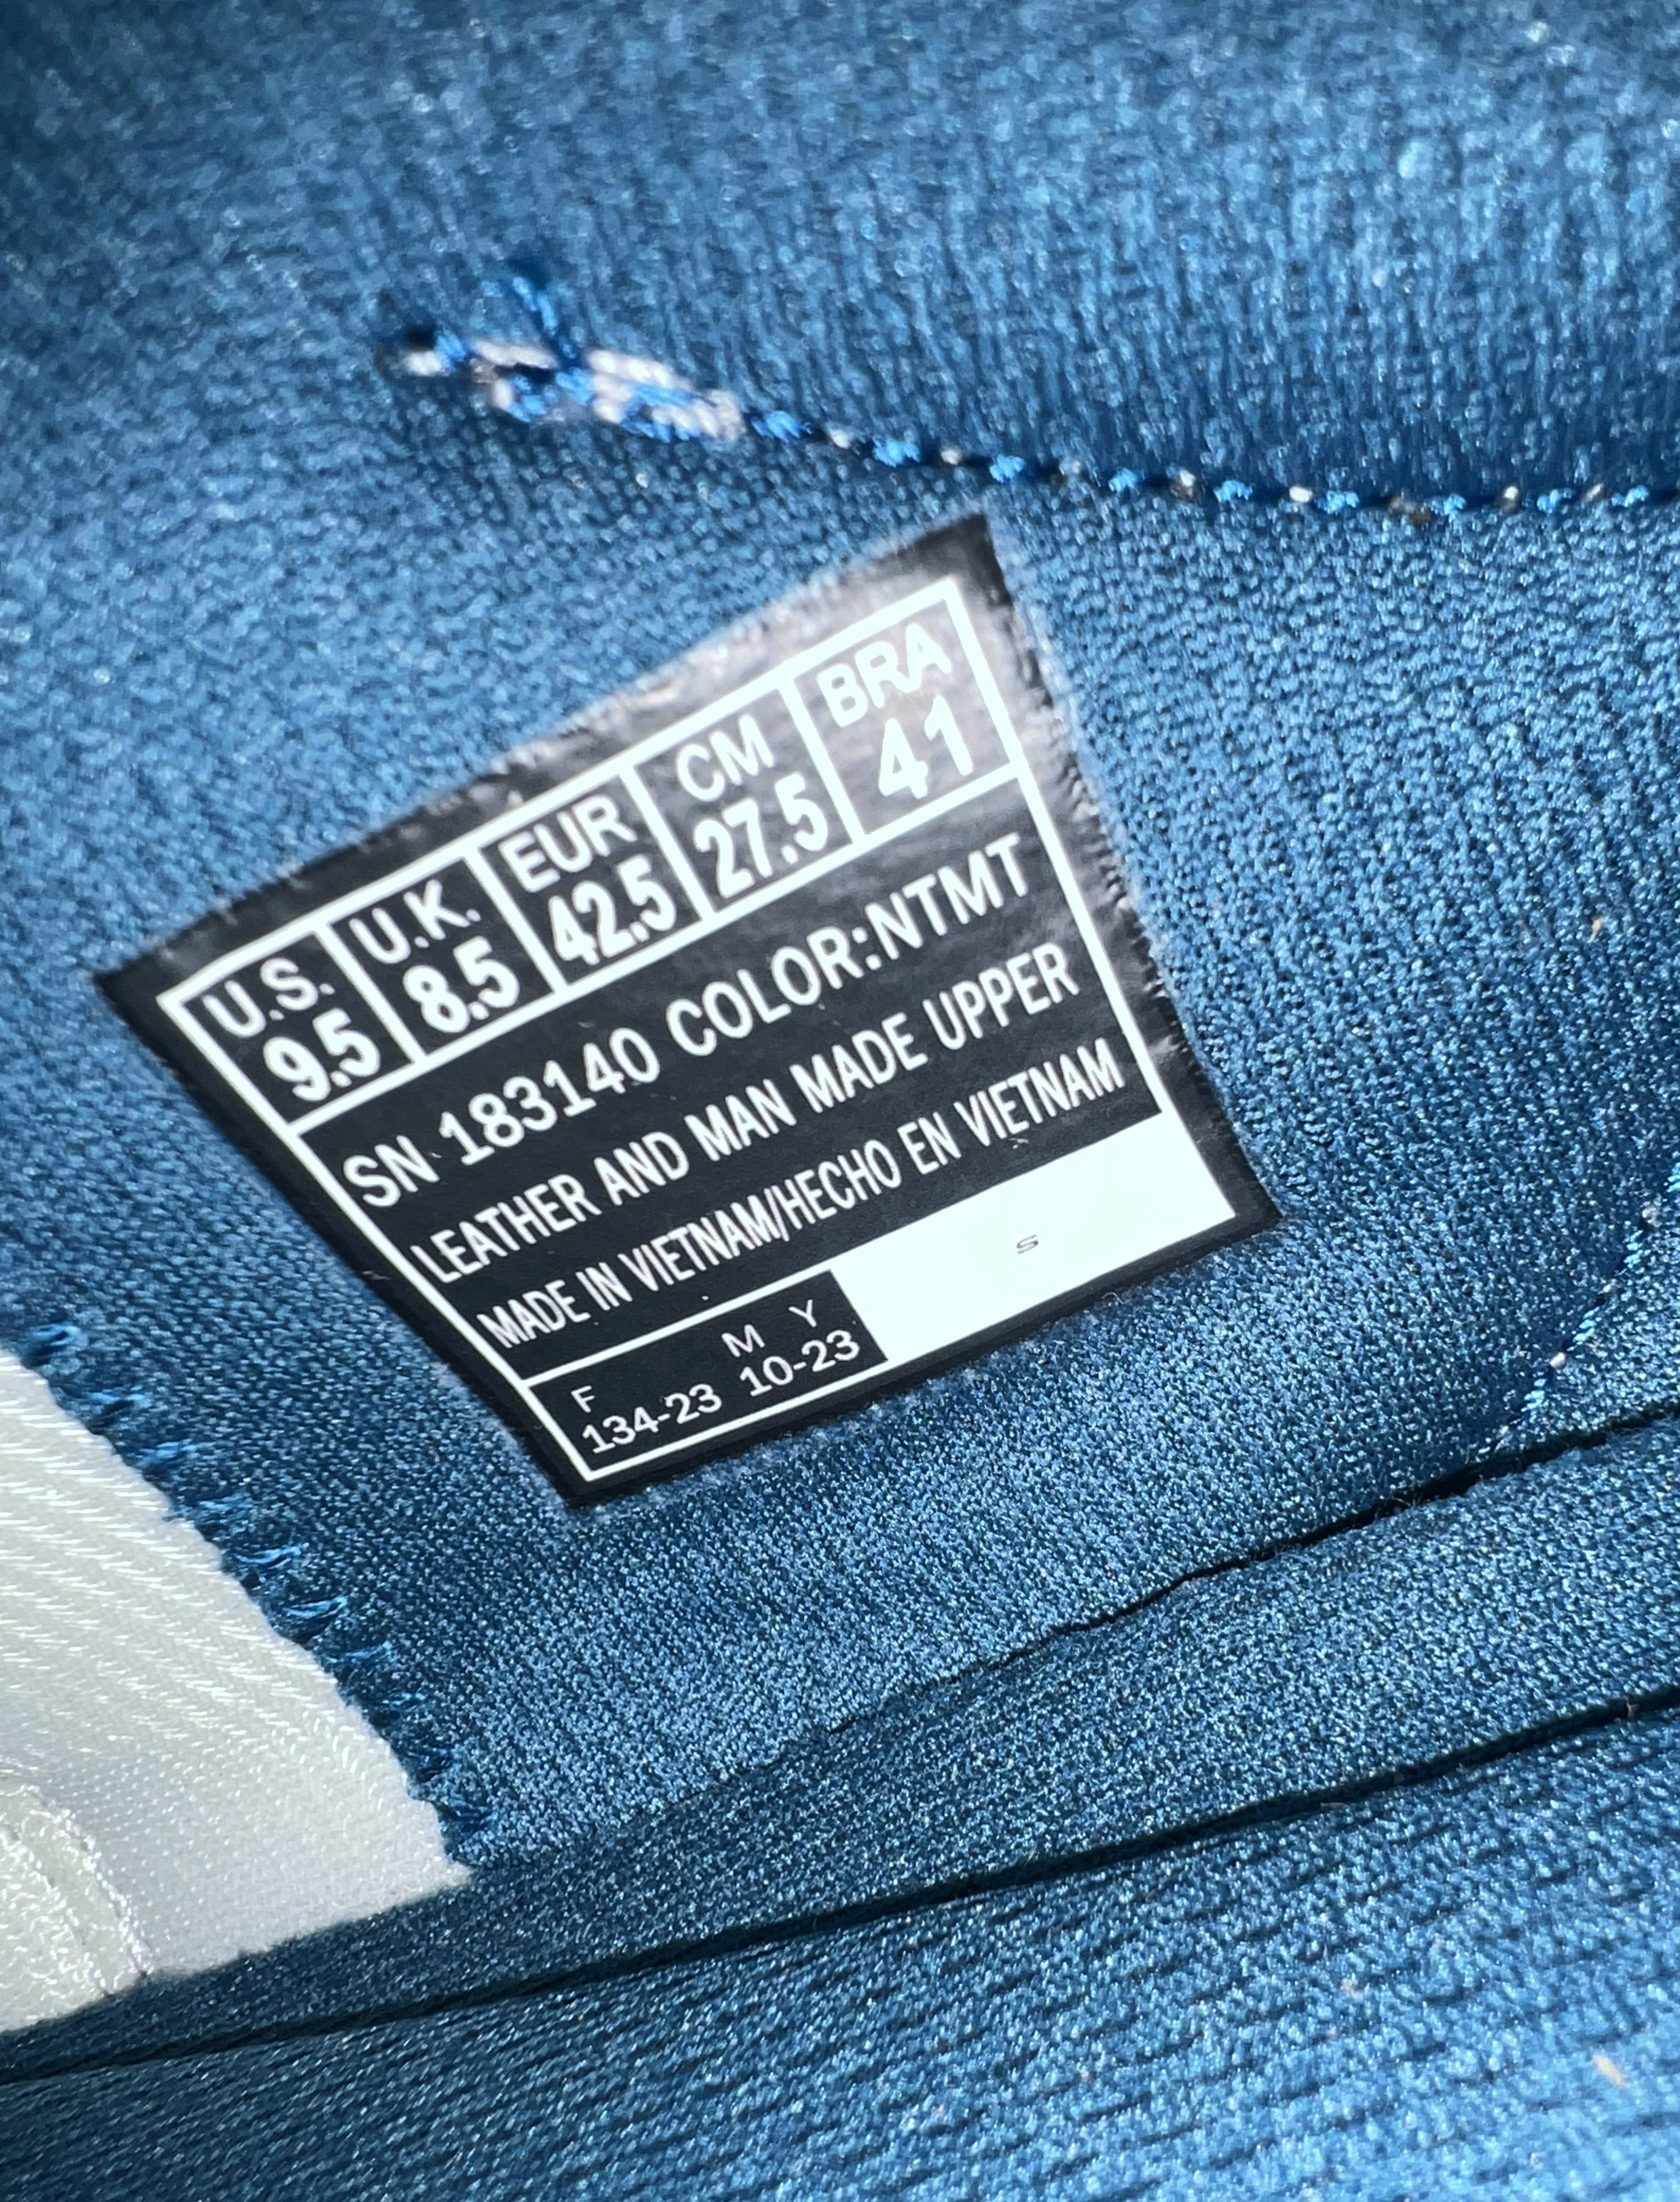 U.S. U.K. EUR CM BRA
9.5 8.5 42.5 27.5 41
SN 183140 COLOR:NTMT
LEATHER AND MAN MADE UPPER
MADE IN VIETNAM/HECHO EN VIETNAM
F M Y
134-23 10-23
S